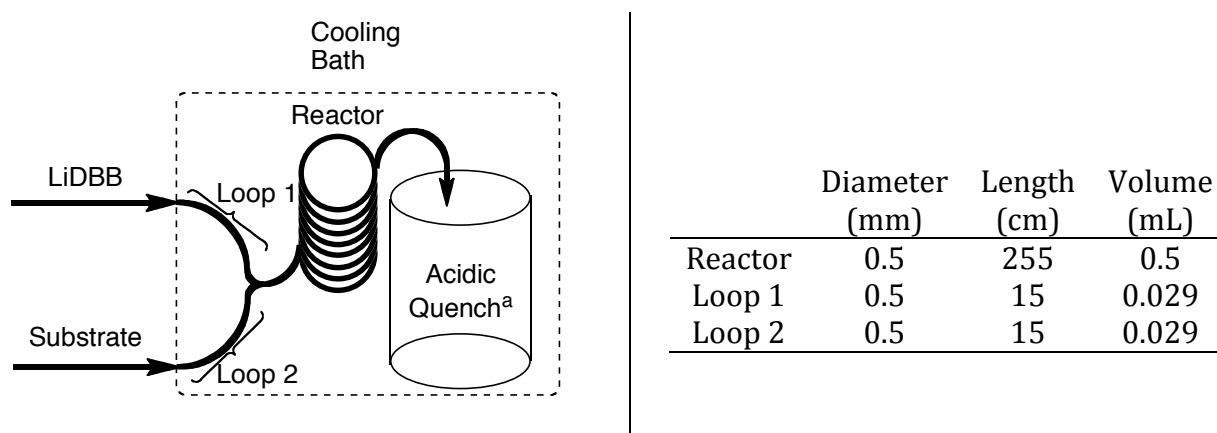 Cooling
Bath
Reactor
LiDBB
Loop 1
Acidic
Quenchᵃ
Substrate
Loop 2
Diameter Length Volume
(mm) (cm) (mL)
Reactor 0.5 255 0.5
Loop 1 0.5 15 0.029
Loop 2 0.5 15 0.029